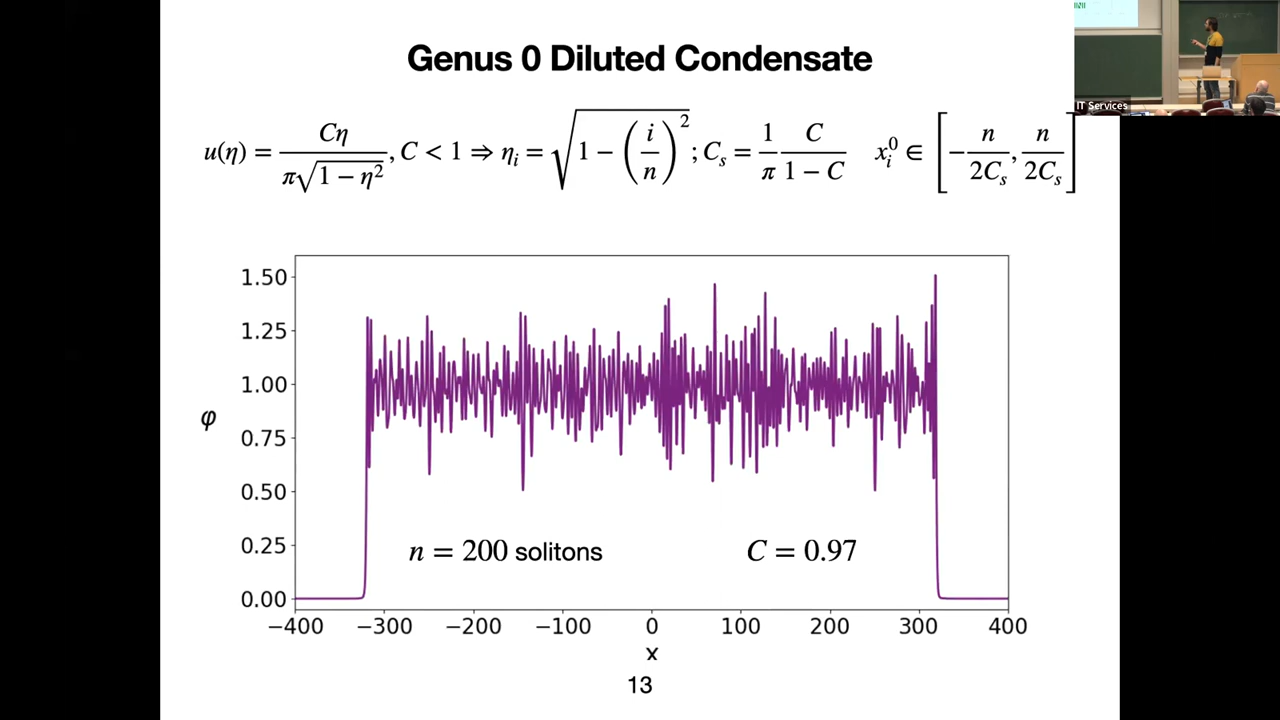 Genus 0 Diluted Condensate
u(η) = Cη / π√(1 − η²), C < 1 ⇒ η_i = √(1 − (i/n)²); C_s = (1/π) (C / (1 − C))  x_i^0 ∈ [−n/2C_s, n/2C_s]
IT Services
1.50
1.25
1.00
0.75
0.50
0.25
0.00
φ
n = 200 solitons
C = 0.97
−400 −300 −200 −100 0 100 200 300 400
x
13